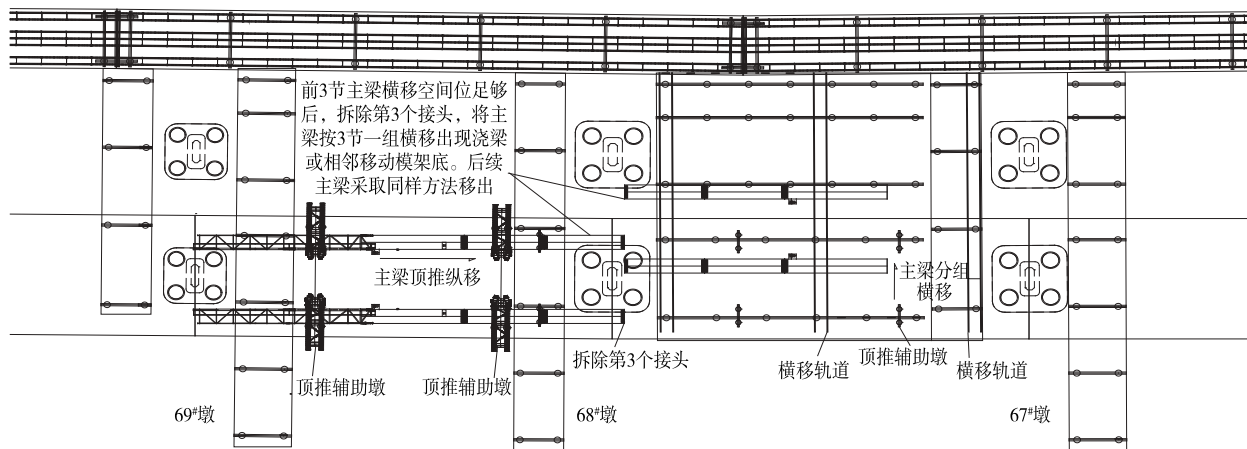 前3节主梁横移空间位足够
后，拆除第3个接头，将主
梁按3节一组横移出现浇梁
或相邻移动模架底。后续
主梁采取同样方法移出
主梁顶推纵移
主梁分组
横移
拆除第3个接头
横移轨道
顶推辅助墩
横移轨道
顶推辅助墩
顶推辅助墩
69#墩
68#墩
67#墩